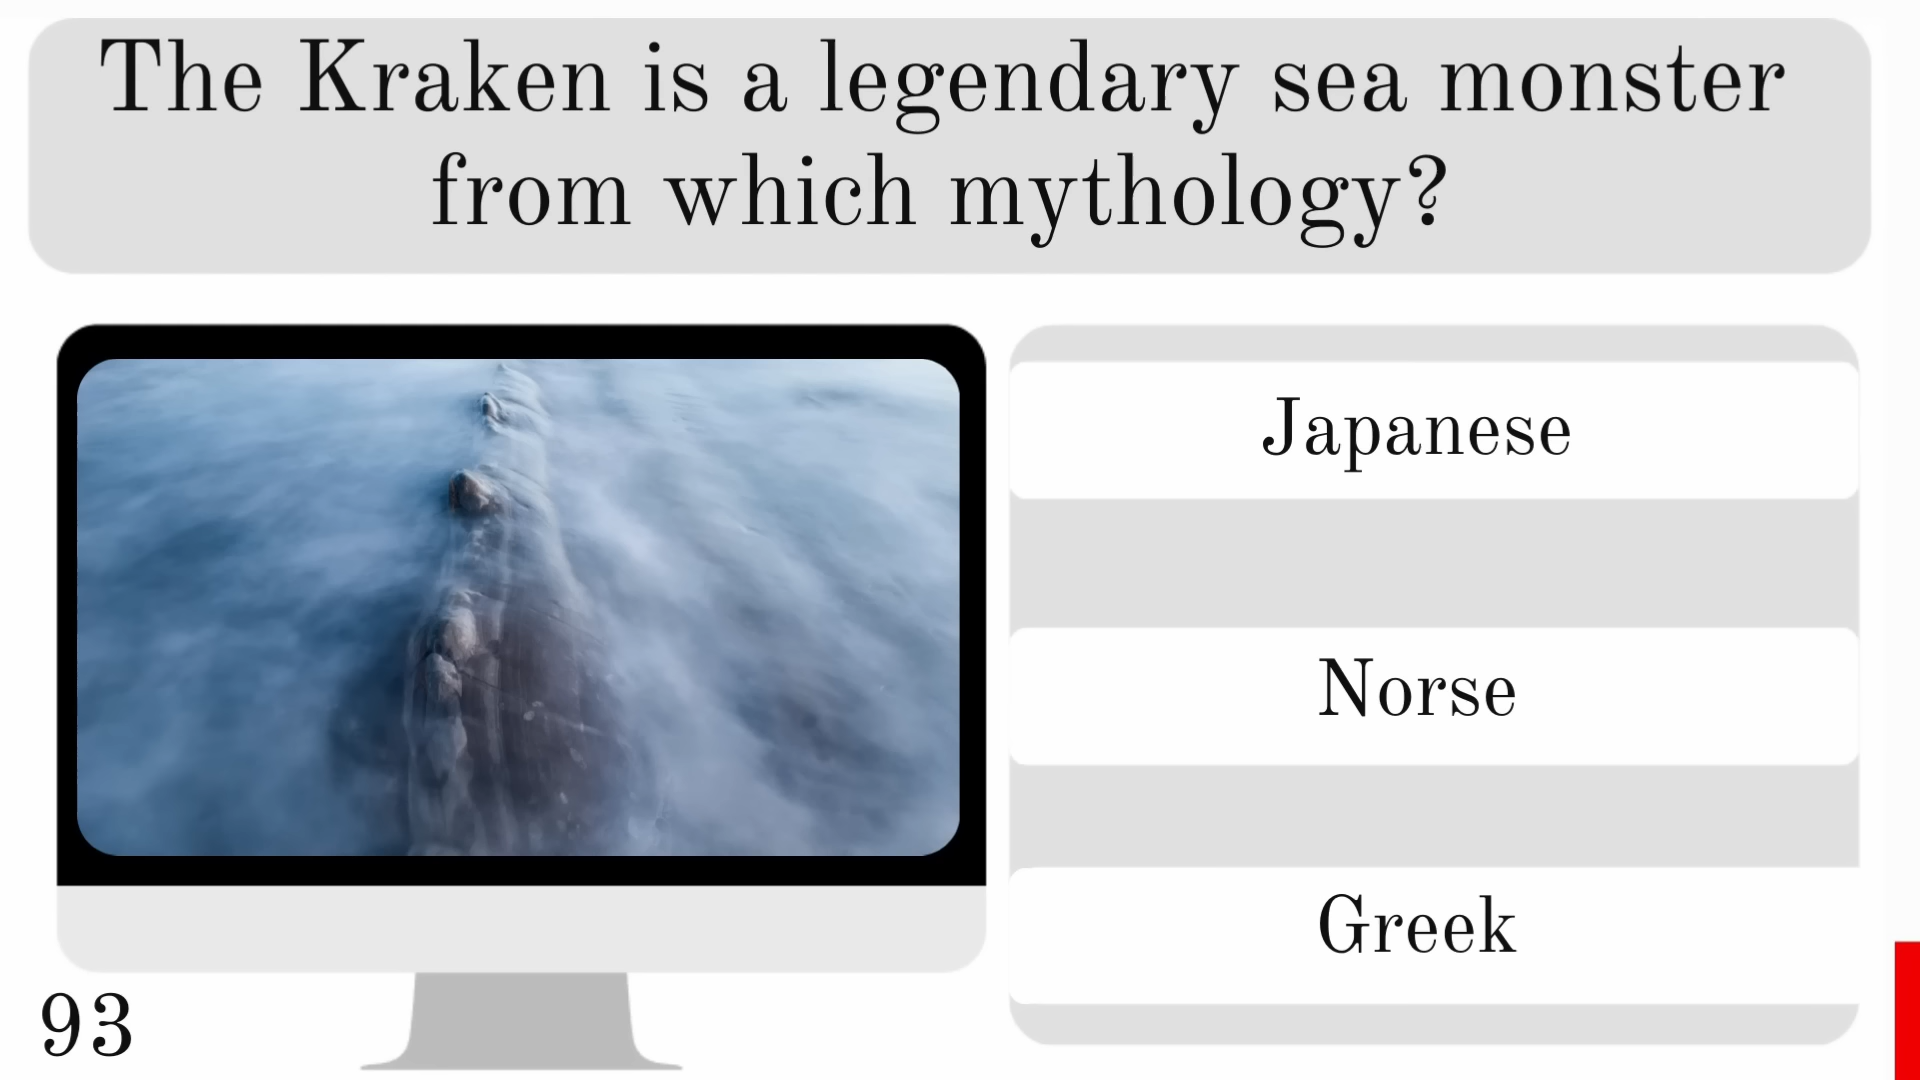 The Kraken is a legendary sea monster
from which mythology?
Japanese
Norse
Greek
93